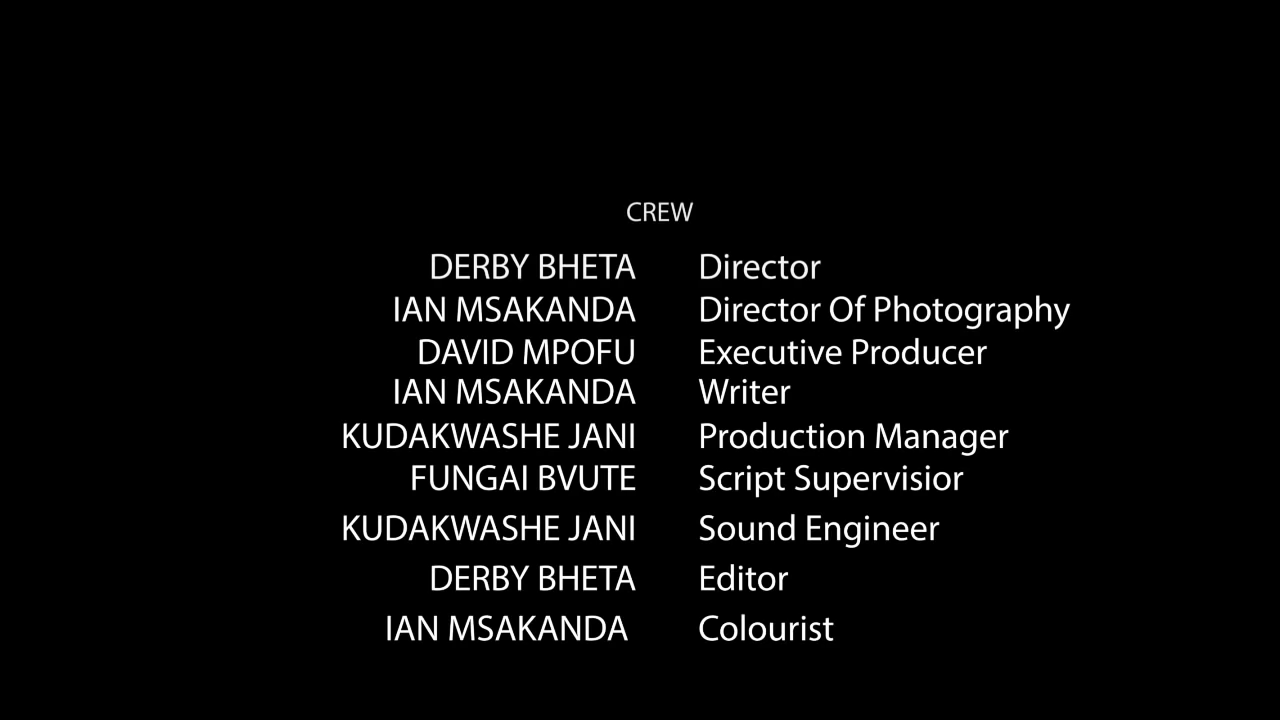 CREW
DERBY BHETA Director
IAN MSAKANDA Director Of Photography
DAVID MPOFU Executive Producer
IAN MSAKANDA Writer
KUDAKWASHE JANI Production Manager
FUNGAI BVUTE Script Supervisior
KUDAKWASHE JANI Sound Engineer
DERBY BHETA Editor
IAN MSAKANDA Colourist